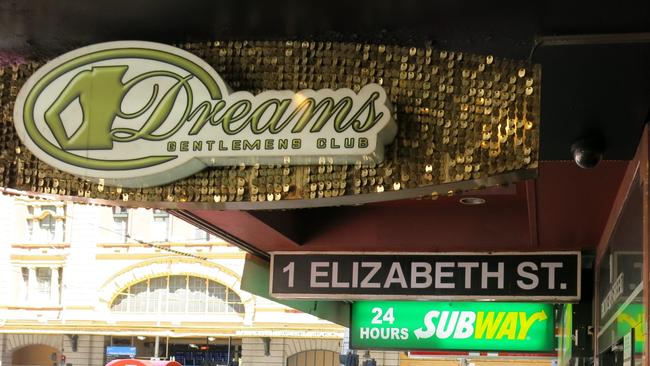 Dreams
GENTLEMENS CLUB
1 ELIZABETH ST.
24
HOURS
SUBWAY